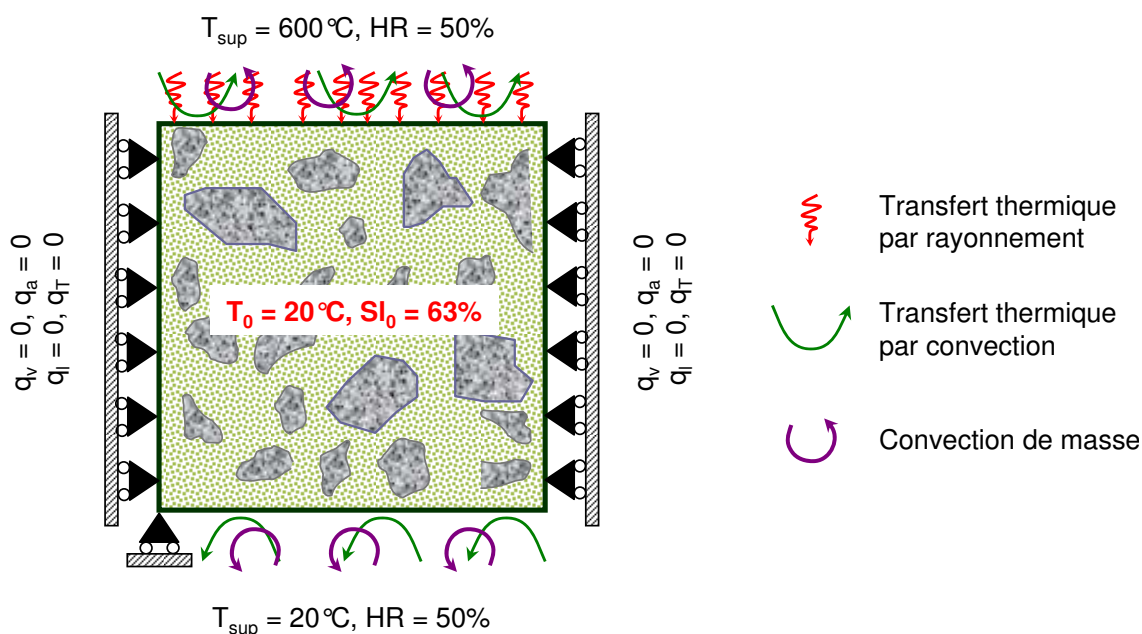 T_sup = 600°C, HR = 50%
q_v = 0, q_a = 0
q_l = 0, q_T = 0
T_0 = 20°C, Sl_0 = 63%
q_v = 0, q_a = 0
q_l = 0, q_T = 0
Transfert thermique
par rayonnement
Transfert thermique
par convection
Convection de masse
T_sup = 20°C, HR = 50%